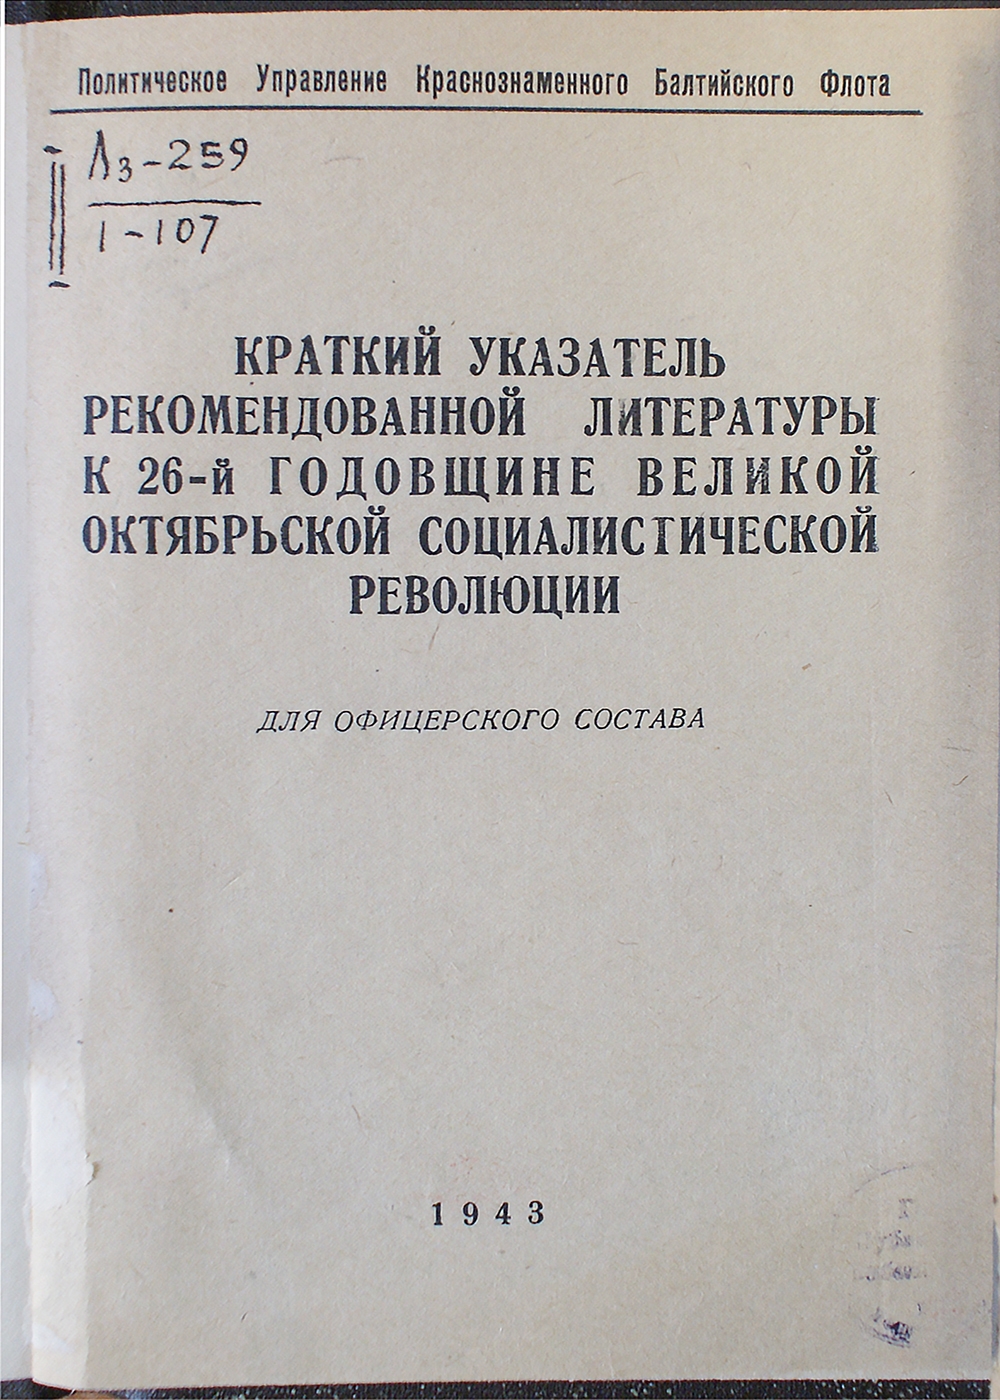 Политическое Управление Краснознаменного Балтийского Флота
Лз-259
1-107
КРАТКИЙ УКАЗАТЕЛЬ
РЕКОМЕНДОВАННОЙ ЛИТЕРАТУРЫ
К 26-й ГОДОВЩИНЕ ВЕЛИКОЙ
ОКТЯБРЬСКОЙ СОЦИАЛИСТИЧЕСКОЙ
РЕВОЛЮЦИИ
ДЛЯ ОФИЦЕРСКОГО СОСТАВА
1943